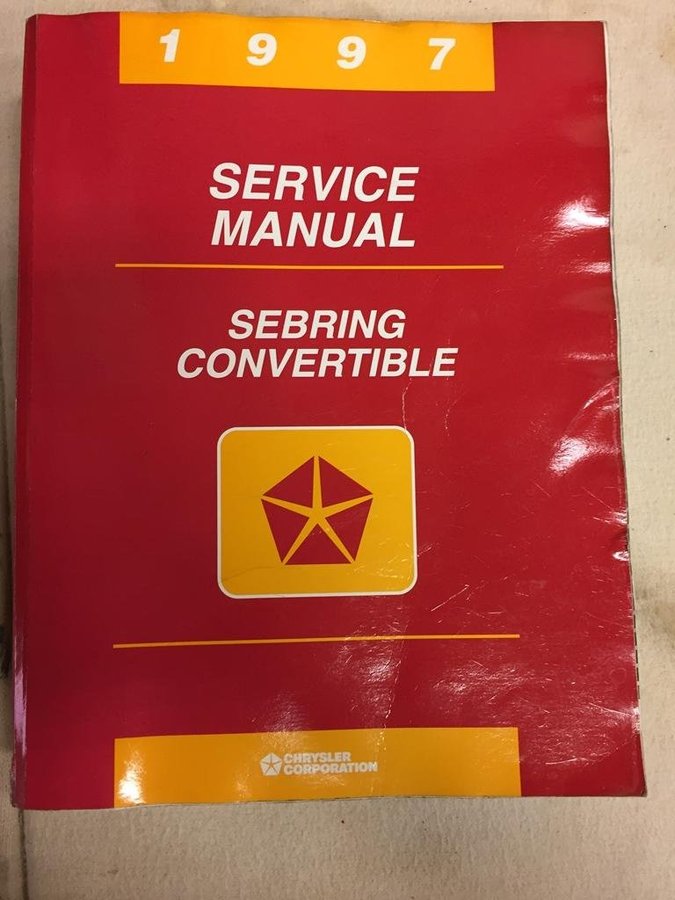 1 9 9 7
SERVICE
MANUAL
SEBRING
CONVERTIBLE
CHRYSLER
CORPORATION